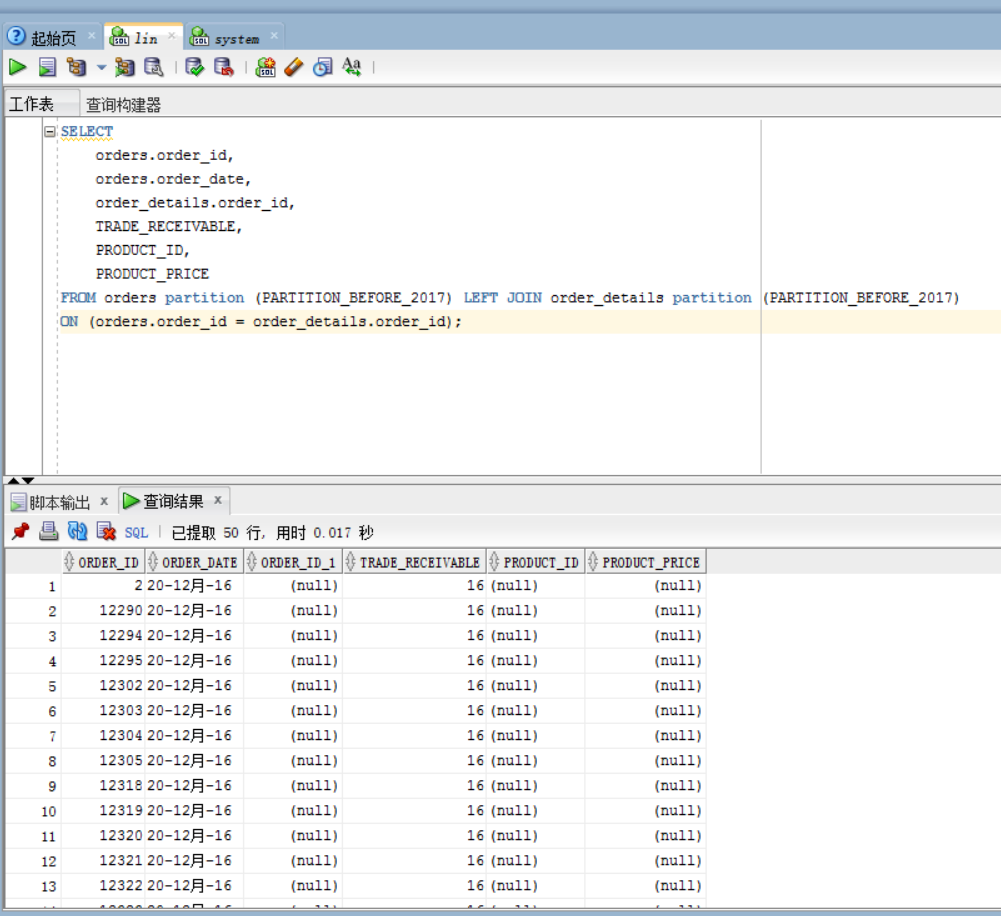 起始页 × lin × system ×
工作表 查询构建器
SELECT
orders.order_id,
orders.order_date,
order_details.order_id,
TRADE_RECEIVABLE,
PRODUCT_ID,
PRODUCT_PRICE
FROM orders partition (PARTITION_BEFORE_2017) LEFT JOIN order_details partition (PARTITION_BEFORE_2017)
ON (orders.order_id = order_details.order_id);
脚本输出 × 查询结果 ×
SQL | 已提取 50 行, 用时 0.017 秒
ORDER_ID ORDER_DATE ORDER_ID_1 TRADE_RECEIVABLE PRODUCT_ID PRODUCT_PRICE
1 2 20-12月-16 (null) 16 (null) (null)
2 12290 20-12月-16 (null) 16 (null) (null)
3 12294 20-12月-16 (null) 16 (null) (null)
4 12295 20-12月-16 (null) 16 (null) (null)
5 12302 20-12月-16 (null) 16 (null) (null)
6 12303 20-12月-16 (null) 16 (null) (null)
7 12304 20-12月-16 (null) 16 (null) (null)
8 12305 20-12月-16 (null) 16 (null) (null)
9 12318 20-12月-16 (null) 16 (null) (null)
10 12319 20-12月-16 (null) 16 (null) (null)
11 12320 20-12月-16 (null) 16 (null) (null)
12 12321 20-12月-16 (null) 16 (null) (null)
13 12322 20-12月-16 (null) 16 (null) (null)